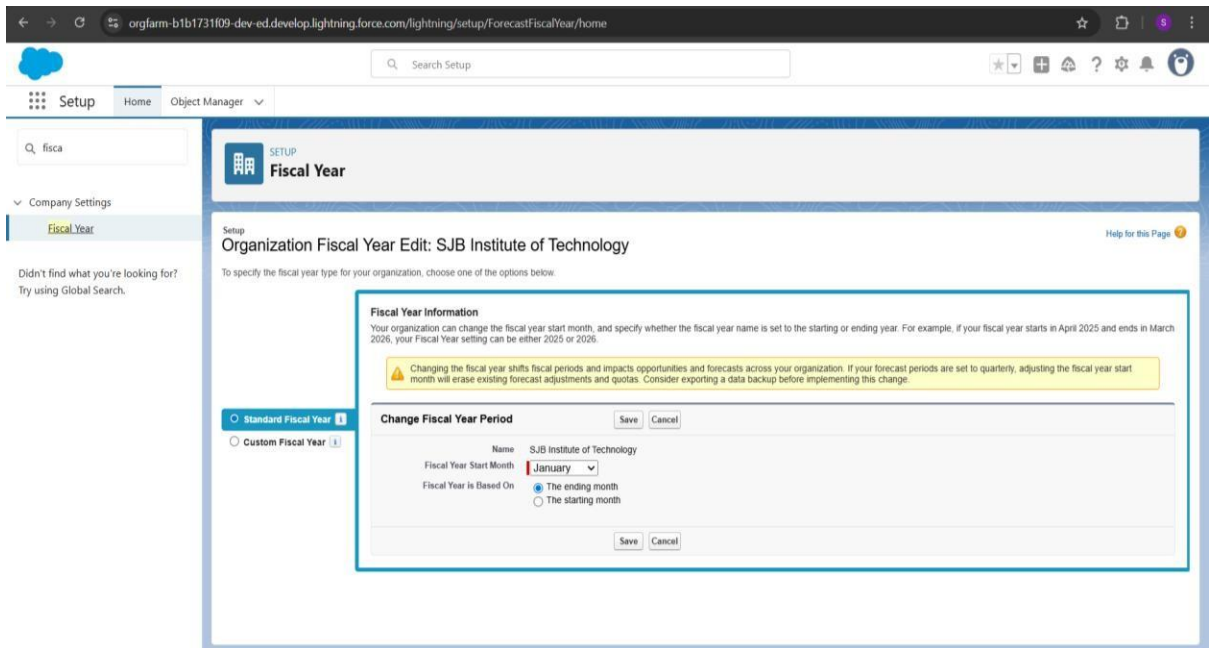 orgfarm-b1b1731f09-dev-ed.develop.lightning.force.com/lightning/setup/ForecastFiscalYear/home
S
Search Setup
Setup
Home
Object Manager
fisca
Company Settings
Fiscal Year
Didn't find what you're looking for?
Try using Global Search.
SETUP
Fiscal Year
Setup
Organization Fiscal Year Edit: SJB Institute of Technology
Help for this Page ?
To specify the fiscal year type for your organization, choose one of the options below.
Standard Fiscal Year i
Custom Fiscal Year i
Fiscal Year Information
Your organization can change the fiscal year start month, and specify whether the fiscal year name is set to the starting or ending year. For example, if your fiscal year starts in April 2025 and ends in March
2026, your Fiscal Year setting can be either 2025 or 2026.
Changing the fiscal year shifts fiscal periods and impacts opportunities and forecasts across your organization. If your forecast periods are set to quarterly, adjusting the fiscal year start
month will erase existing forecast adjustments and quotas. Consider exporting a data backup before implementing this change.
Change Fiscal Year Period
Save Cancel
Name SJB Institute of Technology
Fiscal Year Start Month January
Fiscal Year is Based On The ending month
The starting month
Save Cancel